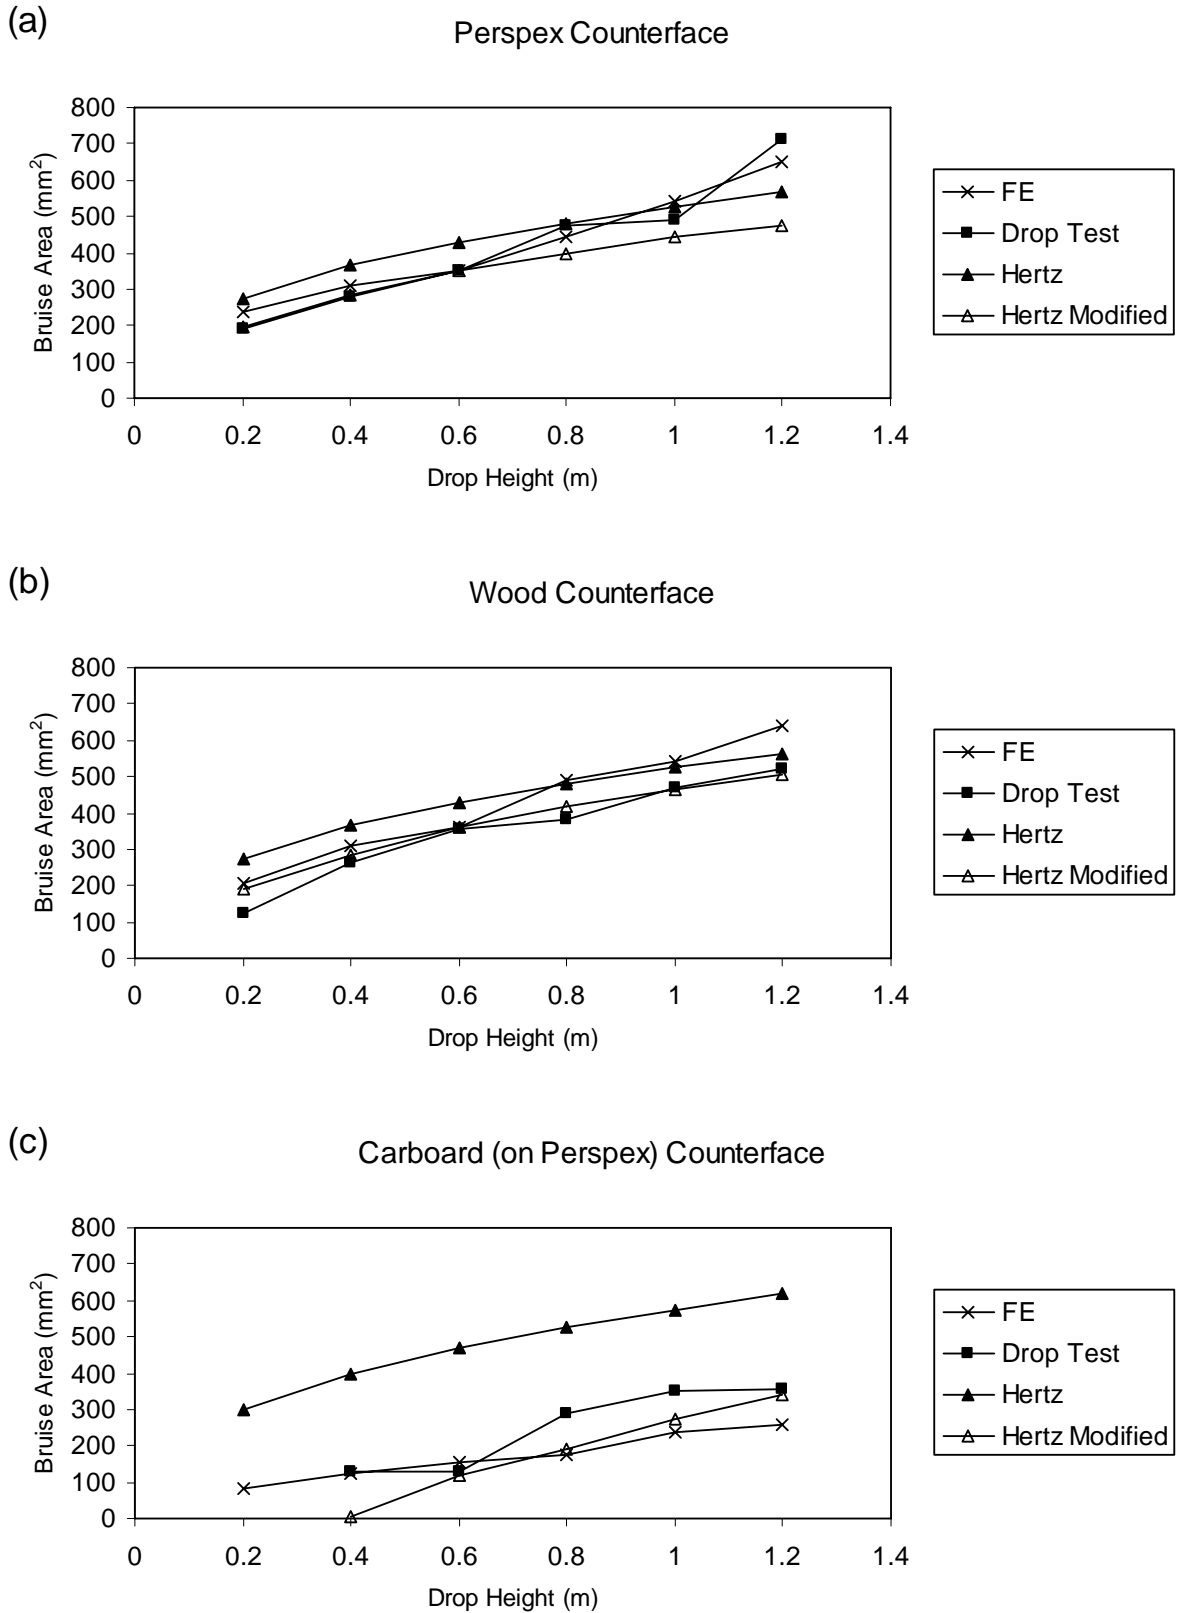 (a)
Perspex Counterface
Bruise Area (mm²)
800
700
600
500
400
300
200
100
0
0 0.2 0.4 0.6 0.8 1 1.2 1.4
Drop Height (m)
FE
Drop Test
Hertz
Hertz Modified
(b)
Wood Counterface
Bruise Area (mm²)
800
700
600
500
400
300
200
100
0
0 0.2 0.4 0.6 0.8 1 1.2 1.4
Drop Height (m)
FE
Drop Test
Hertz
Hertz Modified
(c)
Carboard (on Perspex) Counterface
Bruise Area (mm²)
800
700
600
500
400
300
200
100
0
0 0.2 0.4 0.6 0.8 1 1.2 1.4
Drop Height (m)
FE
Drop Test
Hertz
Hertz Modified